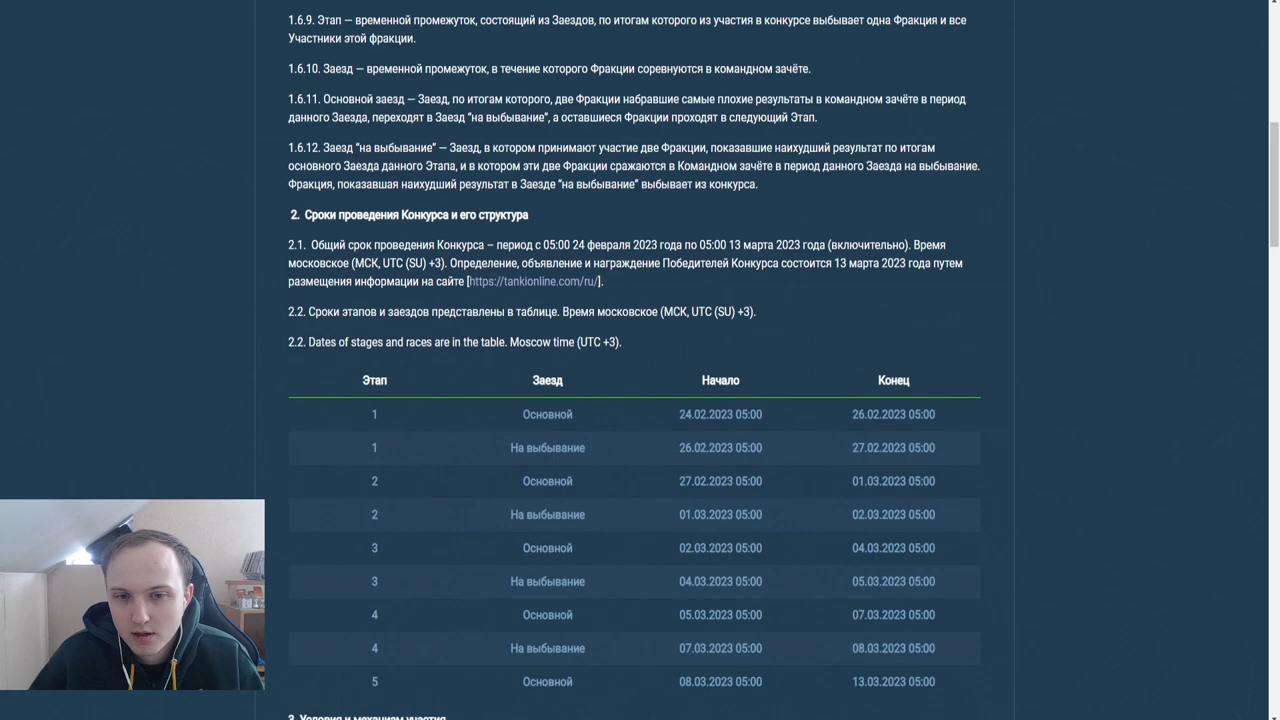 1.6.9. Этап — временной промежуток, состоящий из Заездов, по итогам которого из участия в конкурсе выбывает одна Фракция и все
Участники этой фракции.
1.6.10. Заезд — временной промежуток, в течение которого Фракции соревнуются в командном зачёте.
1.6.11. Основной заезд — Заезд, по итогам которого, две Фракции набравшие самые плохие результаты в командном зачёте в период
данного Заезда, переходят в Заезд "на выбывание", а оставшиеся Фракции проходят в следующий Этап.
1.6.12. Заезд "на выбывание" — Заезд, в котором принимают участие две Фракции, показавшие наихудший результат по итогам
основного Заезда данного Этапа, и в котором эти две Фракции сражаются в Командном зачёте в период данного Заезда на выбывание.
Фракция, показавшая наихудший результат в Заезде "на выбывание" выбывает из конкурса.
2. Сроки проведения Конкурса и его структура
2.1. Общий срок проведения Конкурса – период с 05:00 24 февраля 2023 года по 05:00 13 марта 2023 года (включительно). Время
московское (МСК, UTC (SU) +3). Определение, объявление и награждение Победителей Конкурса состоится 13 марта 2023 года путем
размещения информации на сайте [https://tankionline.com/ru/].
2.2. Сроки этапов и заездов представлены в таблице. Время московское (МСК, UTC (SU) +3).
2.2. Dates of stages and races are in the table. Moscow time (UTC +3).
Этап Заезд Начало Конец
1 Основной 24.02.2023 05:00 26.02.2023 05:00
1 На выбывание 26.02.2023 05:00 27.02.2023 05:00
2 Основной 27.02.2023 05:00 01.03.2023 05:00
2 На выбывание 01.03.2023 05:00 02.03.2023 05:00
3 Основной 02.03.2023 05:00 04.03.2023 05:00
3 На выбывание 04.03.2023 05:00 05.03.2023 05:00
4 Основной 05.03.2023 05:00 07.03.2023 05:00
4 На выбывание 07.03.2023 05:00 08.03.2023 05:00
5 Основной 08.03.2023 05:00 13.03.2023 05:00
3. Условия и механизм участия